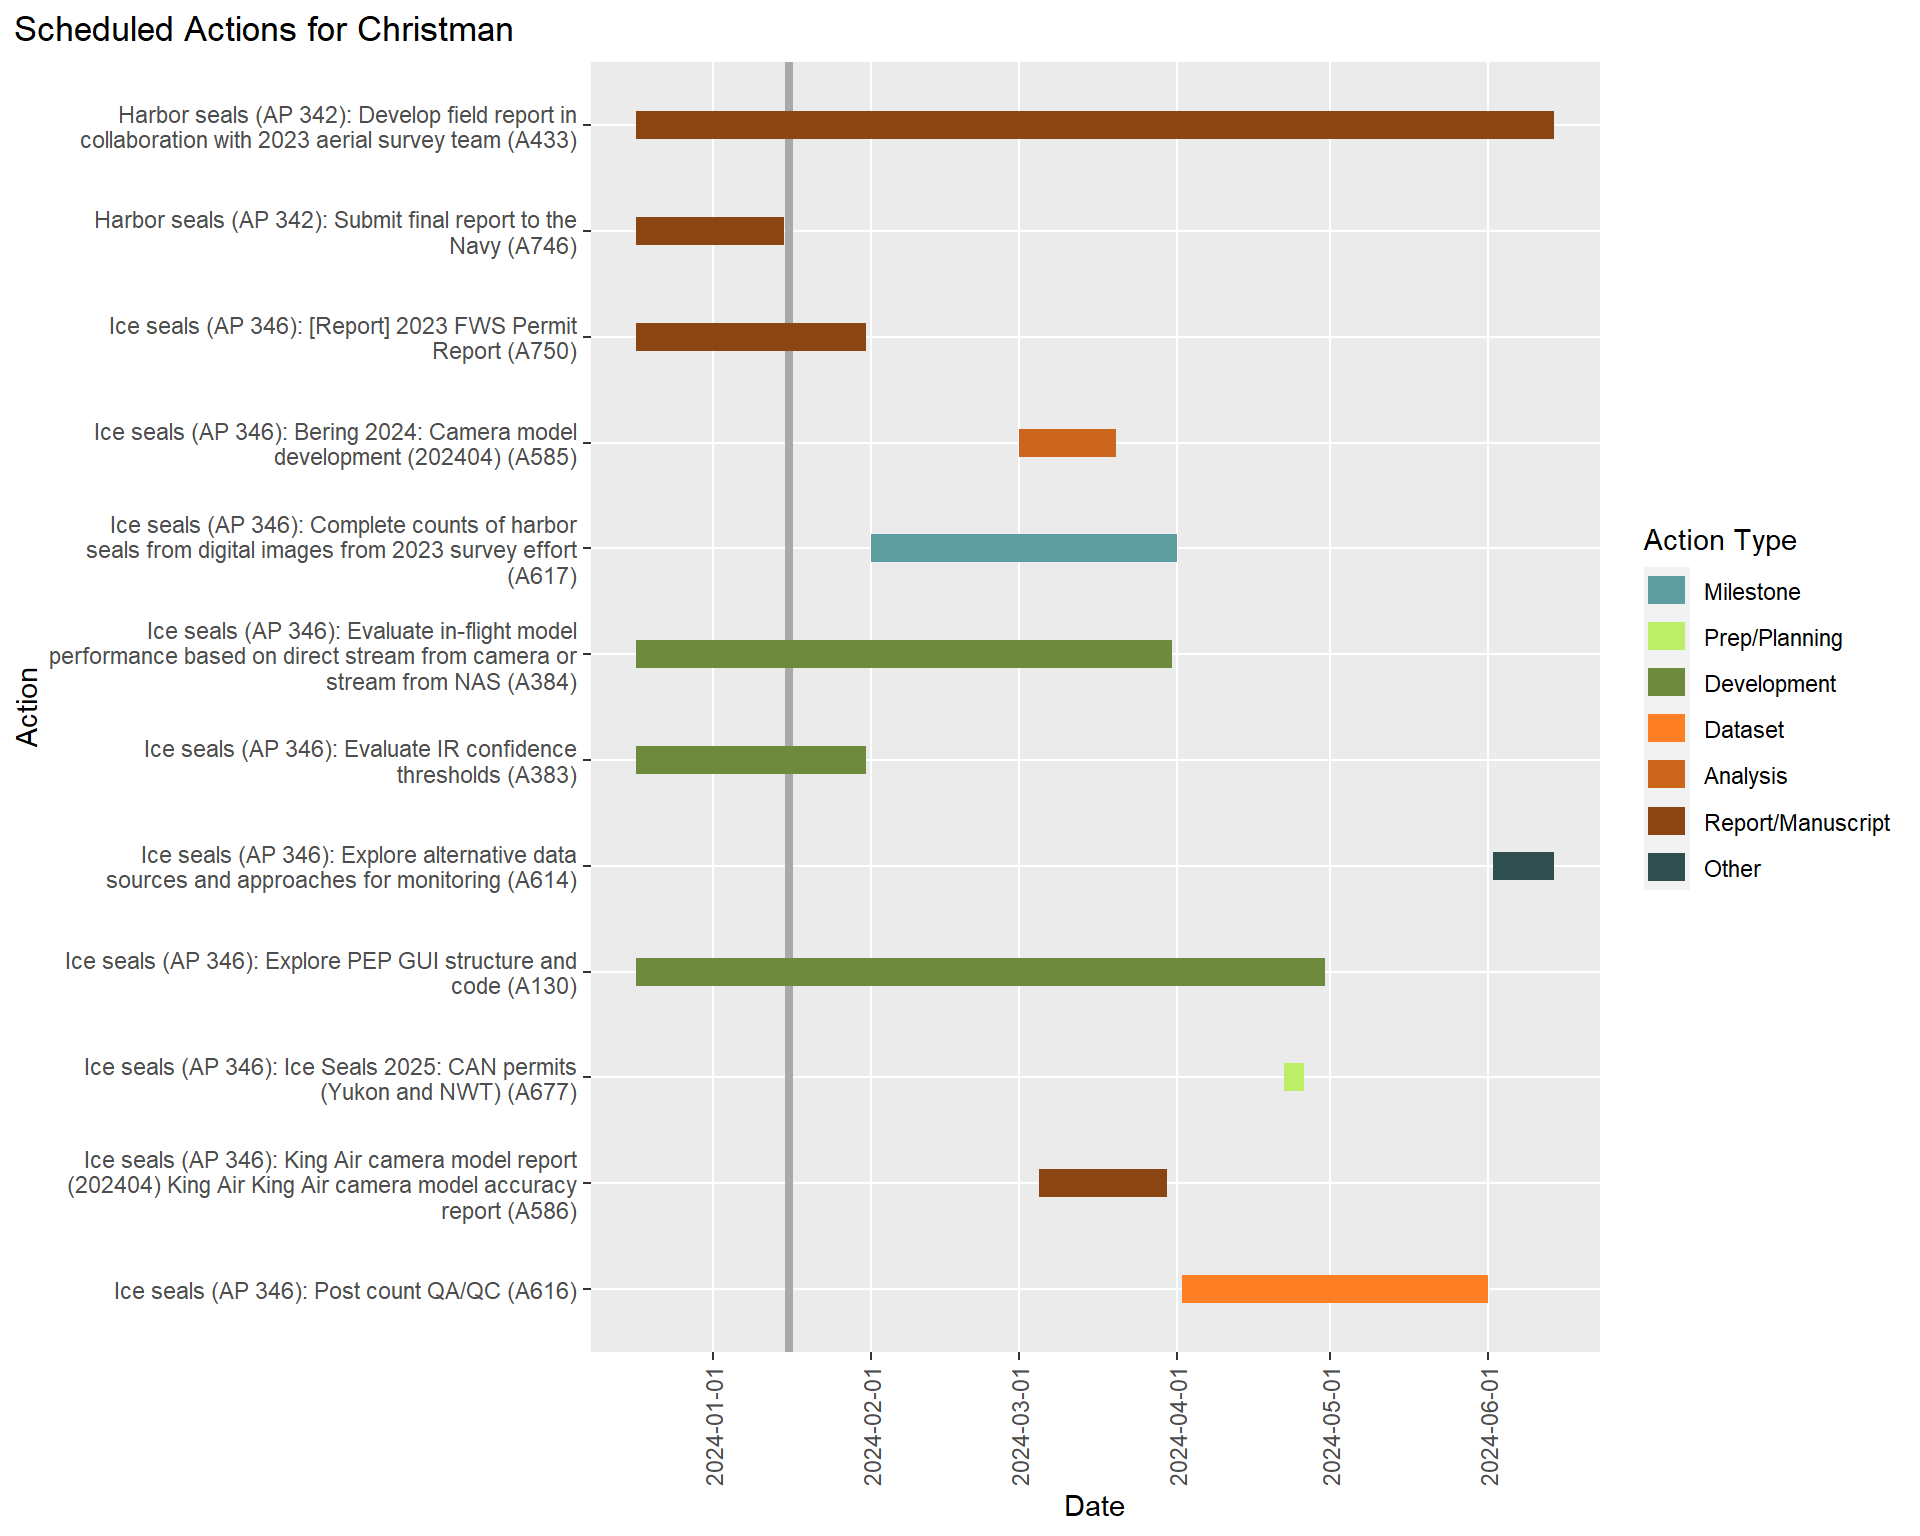 Scheduled Actions for Christman
Harbor seals (AP 342): Develop field report in
collaboration with 2023 aerial survey team (A433)
Harbor seals (AP 342): Submit final report to the
Navy (A746)
Ice seals (AP 346): [Report] 2023 FWS Permit
Report (A750)
Ice seals (AP 346): Bering 2024: Camera model
development (202404) (A585)
Ice seals (AP 346): Complete counts of harbor
seals from digital images from 2023 survey effort
(A617)
Ice seals (AP 346): Evaluate in-flight model
performance based on direct stream from camera or
stream from NAS (A384)
Ice seals (AP 346): Evaluate IR confidence
thresholds (A383)
Ice seals (AP 346): Explore alternative data
sources and approaches for monitoring (A614)
Ice seals (AP 346): Explore PEP GUI structure and
code (A130)
Ice seals (AP 346): Ice Seals 2025: CAN permits
(Yukon and NWT) (A677)
Ice seals (AP 346): King Air camera model report
(202404) King Air King Air camera model accuracy
report (A586)
Ice seals (AP 346): Post count QA/QC (A616)
Action
2024-01-01
2024-02-01
2024-03-01
2024-04-01
2024-05-01
2024-06-01
Date
Action Type
Milestone
Prep/Planning
Development
Dataset
Analysis
Report/Manuscript
Other